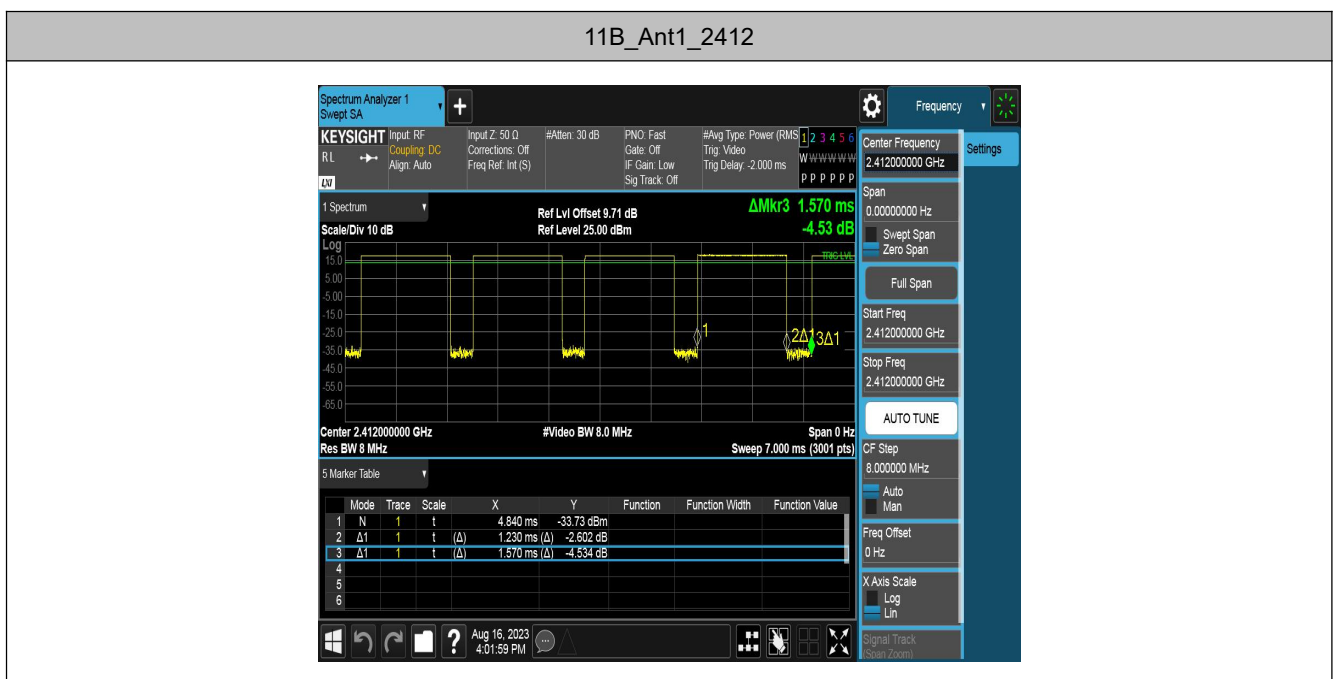 11B_Ant1_2412
Spectrum Analyzer 1
Swept SA
+
Frequency
KEYSIGHT
RL
LXI
Input: RF
Coupling: DC
Align: Auto
Input Z: 50 Ω
Corrections: Off
Freq Ref: Int (S)
#Atten: 30 dB
PNO: Fast
Gate: Off
IF Gain: Low
Sig Track: Off
#Avg Type: Power (RMS
Trig: Video
Trig Delay: -2.000 ms
1 2 3 4 5 6
W W W W W W
P P P P P P
1 Spectrum
Scale/Div 10 dB
Ref Lvl Offset 9.71 dB
Ref Level 25.00 dBm
ΔMkr3 1.570 ms
-4.53 dB
Log
15.0
5.00
-5.00
-15.0
-25.0
-35.0
-45.0
-55.0
-65.0
TRIG LVL
1
2Δ1
3Δ1
Center 2.412000000 GHz
#Video BW 8.0 MHz
Span 0 Hz
Res BW 8 MHz
Sweep 7.000 ms (3001 pts)
5 Marker Table
Mode Trace Scale X Y Function Function Width Function Value
1 N 1 t 4.840 ms -33.73 dBm
2 Δ1 1 t (Δ) 1.230 ms (Δ) -2.602 dB
3 Δ1 1 t (Δ) 1.570 ms (Δ) -4.534 dB
4
5
6
?
Aug 16, 2023
4:01:59 PM
Center Frequency
2.412000000 GHz
Settings
Span
0.00000000 Hz
Swept Span
Zero Span
Full Span
Start Freq
2.412000000 GHz
Stop Freq
2.412000000 GHz
AUTO TUNE
CF Step
8.000000 MHz
Auto
Man
Freq Offset
0 Hz
X Axis Scale
Log
Lin
Signal Track
(Span Zoom)